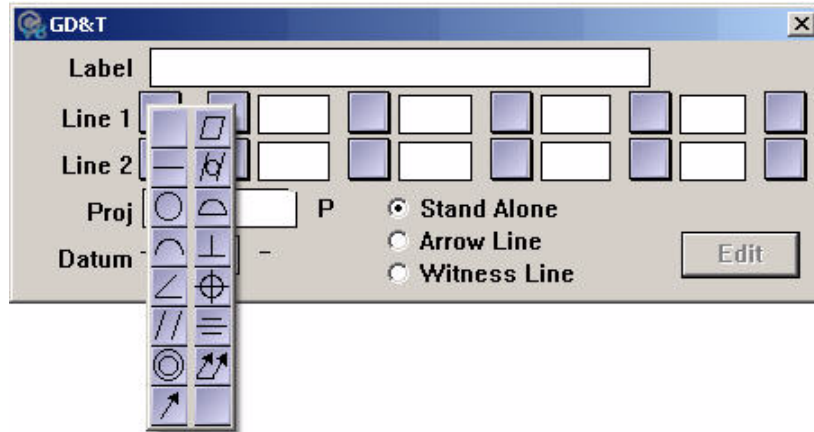 GD&T
Label
Line 1
Line 2
Proj P
Datum - -
Stand Alone
Arrow Line
Witness Line
Edit